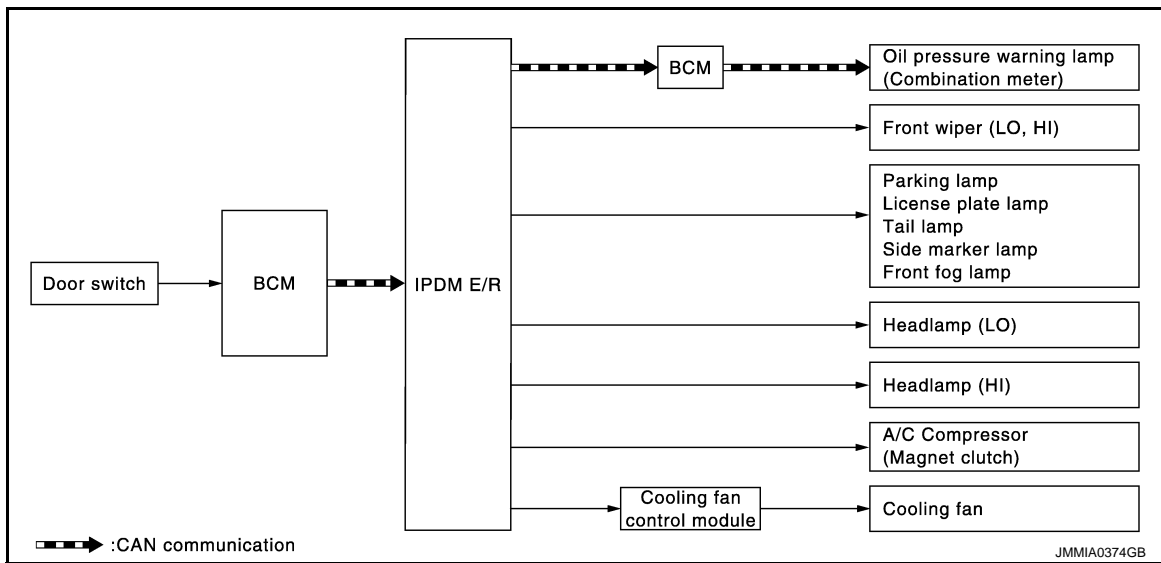 BCM
Oil pressure warning lamp
(Combination meter)
Front wiper (LO, HI)
Parking lamp
License plate lamp
Tail lamp
Side marker lamp
Front fog lamp
Door switch
BCM
IPDM E/R
Headlamp (LO)
Headlamp (HI)
A/C Compressor
(Magnet clutch)
Cooling fan
control module
Cooling fan
:CAN communication
JMMIA0374GB